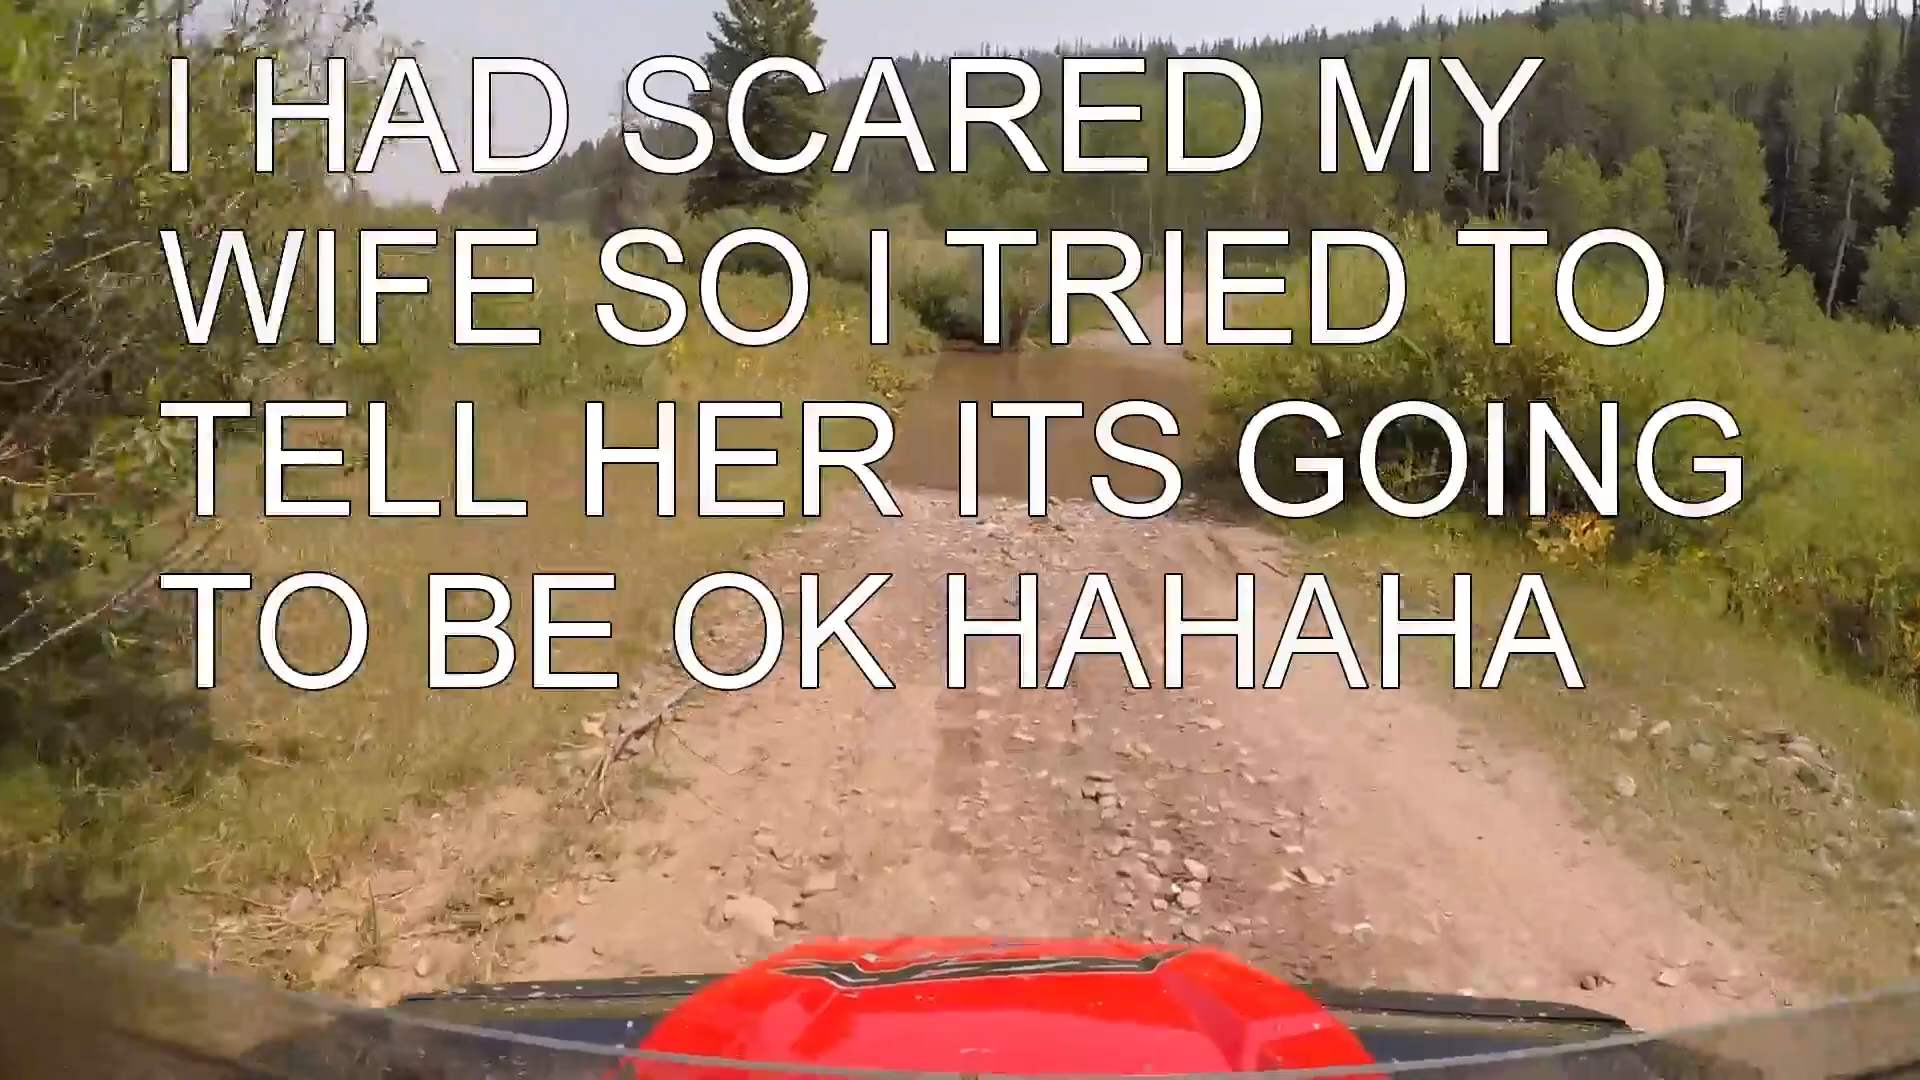 I HAD SCARED MY
WIFE SO I TRIED TO
TELL HER ITS GOING
TO BE OK HAHAHA